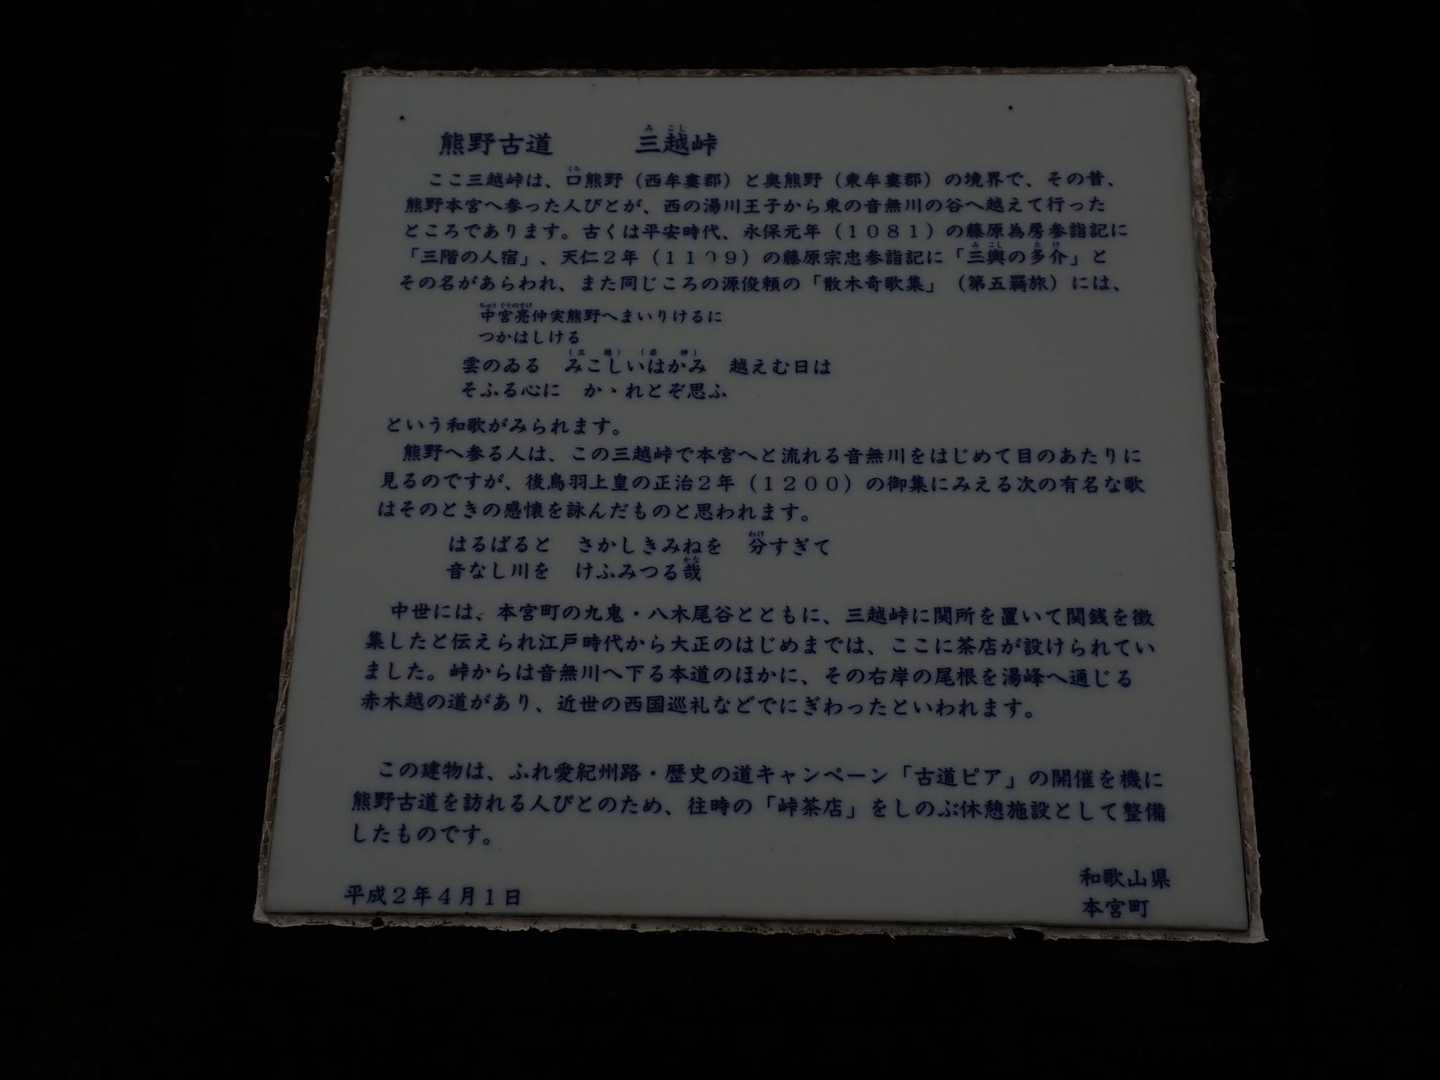 熊野古道　三越峠
ここ三越峠は、口熊野（西牟婁郡）と奥熊野（東牟婁郡）の境界で、その昔、
熊野本宮へ参った人びとが、西の湯川王子から東の音無川の谷へ越えて行った
ところであります。古くは平安時代、永保元年（１０８１）の藤原為房参詣記に
「三階の人宿」、天仁２年（１１０９）の藤原宗忠参詣記に「三輿の多介」と
その名があらわれ、また同じころの源俊頼の「散木奇歌集」（第五羇旅）には、
中宮亮仲実熊野へまいりけるに
つかはしける
雲のゐる　みこしいはかみ　越えむ日は
そふる心に　かゝれとぞ思ふ
という和歌がみられます。
熊野へ参る人は、この三越峠で本宮へと流れる音無川をはじめて目のあたりに
見るのですが、後鳥羽上皇の正治２年（１２００）の御集にみえる次の有名な歌
はそのときの感懐を詠んだものと思われます。
はるばると　さかしきみねを　分すぎて
音なし川を　けふみつる哉
中世には、本宮町の九鬼・八木尾谷とともに、三越峠に関所を置いて関銭を徴
集したと伝えられ江戸時代から大正のはじめまでは、ここに茶店が設けられてい
ました。峠からは音無川へ下る本道のほかに、その右岸の尾根を湯峰へ通じる
赤木越の道があり、近世の西国巡礼などでにぎわったといわれます。
この建物は、ふれ愛紀州路・歴史の道キャンペーン「古道ピア」の開催を機に
熊野古道を訪れる人びとのため、往時の「峠茶店」をしのぶ休憩施設として整備
したものです。
平成２年４月１日
和歌山県
本宮町